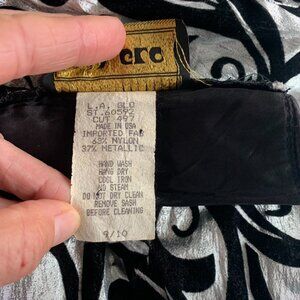 era
L.A. GLO
ST.60592
CUT 457
MADE IN USA
IMPORTED FAB
63% NYLON
37% METALLIC
HAND WASH
HANG DRY
COOL IRON
NO STEAM
DO NOT DRY CLEAN
REMOVE SASH
BEFORE CLEANING
9/10